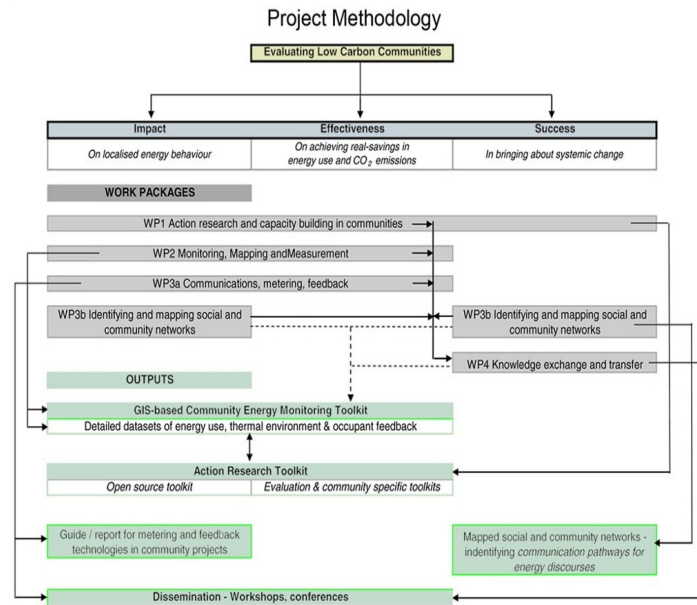 Project Methodology
Evaluating Low Carbon Communities
Impact
Effectiveness
Success
On localised energy behaviour
On achieving real-savings in
energy use and CO2 emissions
In bringing about systemic change
WORK PACKAGES
WP1 Action research and capacity building in communities
WP2 Monitoring, Mapping andMeasurement
WP3a Communications, metering, feedback
WP3b Identifying and mapping social and
community networks
WP3b Identifying and mapping social and
community networks
WP4 Knowledge exchange and transfer
OUTPUTS
GIS-based Community Energy Monitoring Toolkit
Detailed datasets of energy use, thermal environment & occupant feedback
Action Research Toolkit
Open source toolkit
Evaluation & community specific toolkits
Guide / report for metering and feedback
technologies in community projects
Mapped social and community networks -
indentifying communication pathways for
energy discourses
Dissemination - Workshops, conferences